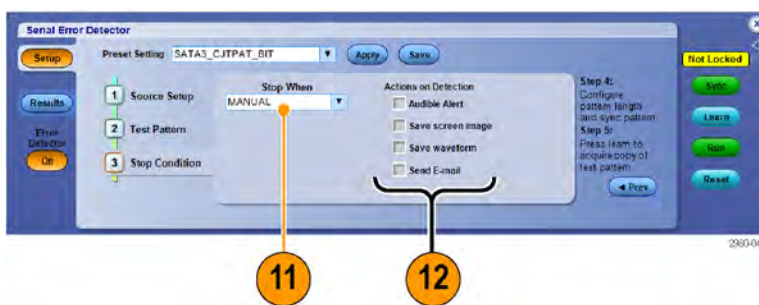 Serial Error Detector
Setup
Preset Setting SATA3_CJTPAT_BIT Apply Save
Not Locked
Results
Error Detector
On
1 Source Setup
2 Test Pattern
3 Stop Condition
Stop When
MANUAL
Actions on Detection
Audible Alert
Save screen image
Save waveform
Send E-mail
Step 4:
Configure
pattern length
and sync pattern.
Step 5:
Press learn to
acquire copy of
test pattern.
Prev
Sync
Learn
Run
Reset
2980-04
11
12